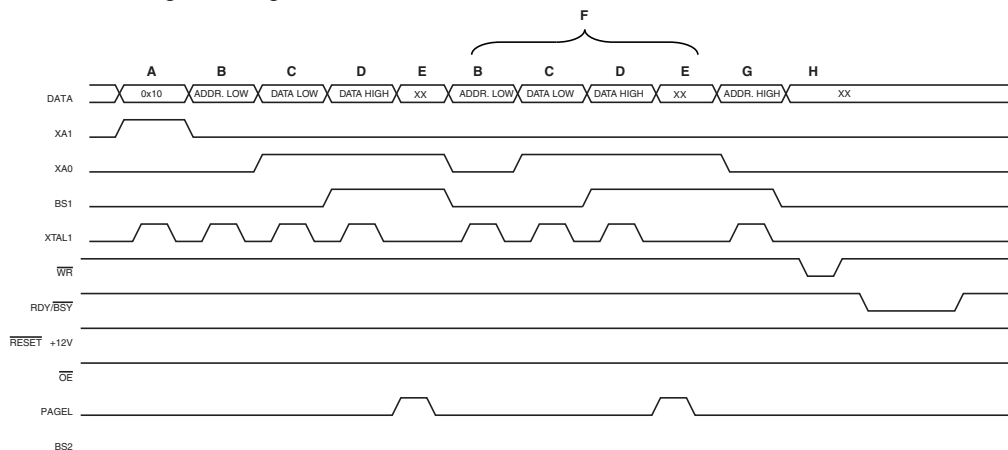 F
A B C D E B C D E G H
DATA 0x10 ADDR. LOW DATA LOW DATA HIGH XX ADDR. LOW DATA LOW DATA HIGH XX ADDR. HIGH XX
XA1
XA0
BS1
XTAL1
WR
RDY/BSY
RESET +12V
OE
PAGEL
BS2